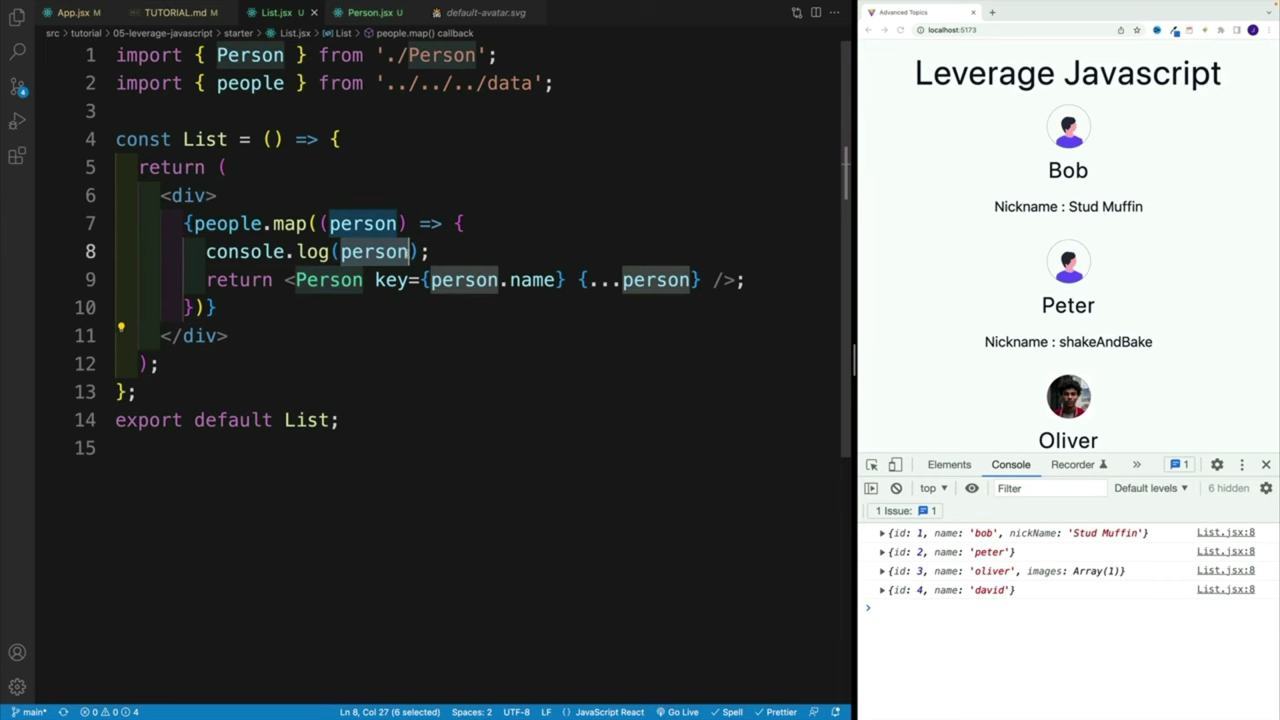 App.jsx M
TUTORIAL.md M
List.jsx U
Person.jsx U
default-avatar.svg
src > tutorial > 05-leverage-javascript > starter > List.jsx > List > people.map() callback
1 import { Person } from './Person';
2 import { people } from '../../../data';
3
4 const List = () => {
5 return (
6 <div>
7 {people.map((person) => {
8 console.log(person);
9 return <Person key={person.name} {...person} />;
10 })}
11 </div>
12 );
13 };
14 export default List;
15
4
main* 0 0 4
Ln 8, Col 27 (6 selected)
Spaces: 2
UTF-8
LF
{} JavaScript React
Go Live
Spell
Prettier
Advanced Topics
localhost:5173
J
Leverage Javascript
Bob
Nickname : Stud Muffin
Peter
Nickname : shakeAndBake
Oliver
Elements
Console
Recorder
1
top
Filter
Default levels
6 hidden
1 Issue: 1
{id: 1, name: 'bob', nickName: 'Stud Muffin'} List.jsx:8
{id: 2, name: 'peter'} List.jsx:8
{id: 3, name: 'oliver', images: Array(1)} List.jsx:8
{id: 4, name: 'david'} List.jsx:8